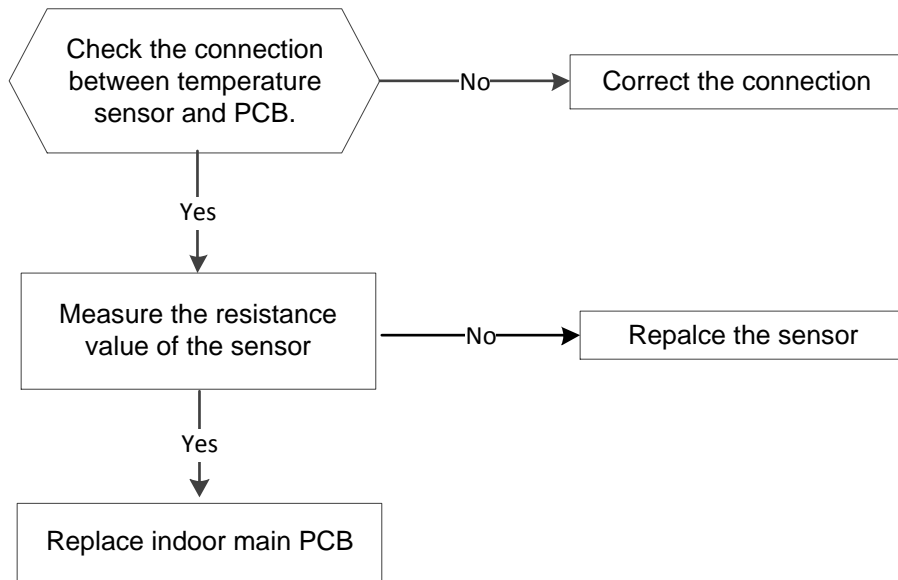 Check the connection
between temperature
sensor and PCB.
No
Correct the connection
Yes
Measure the resistance
value of the sensor
No
Repalce the sensor
Yes
Replace indoor main PCB